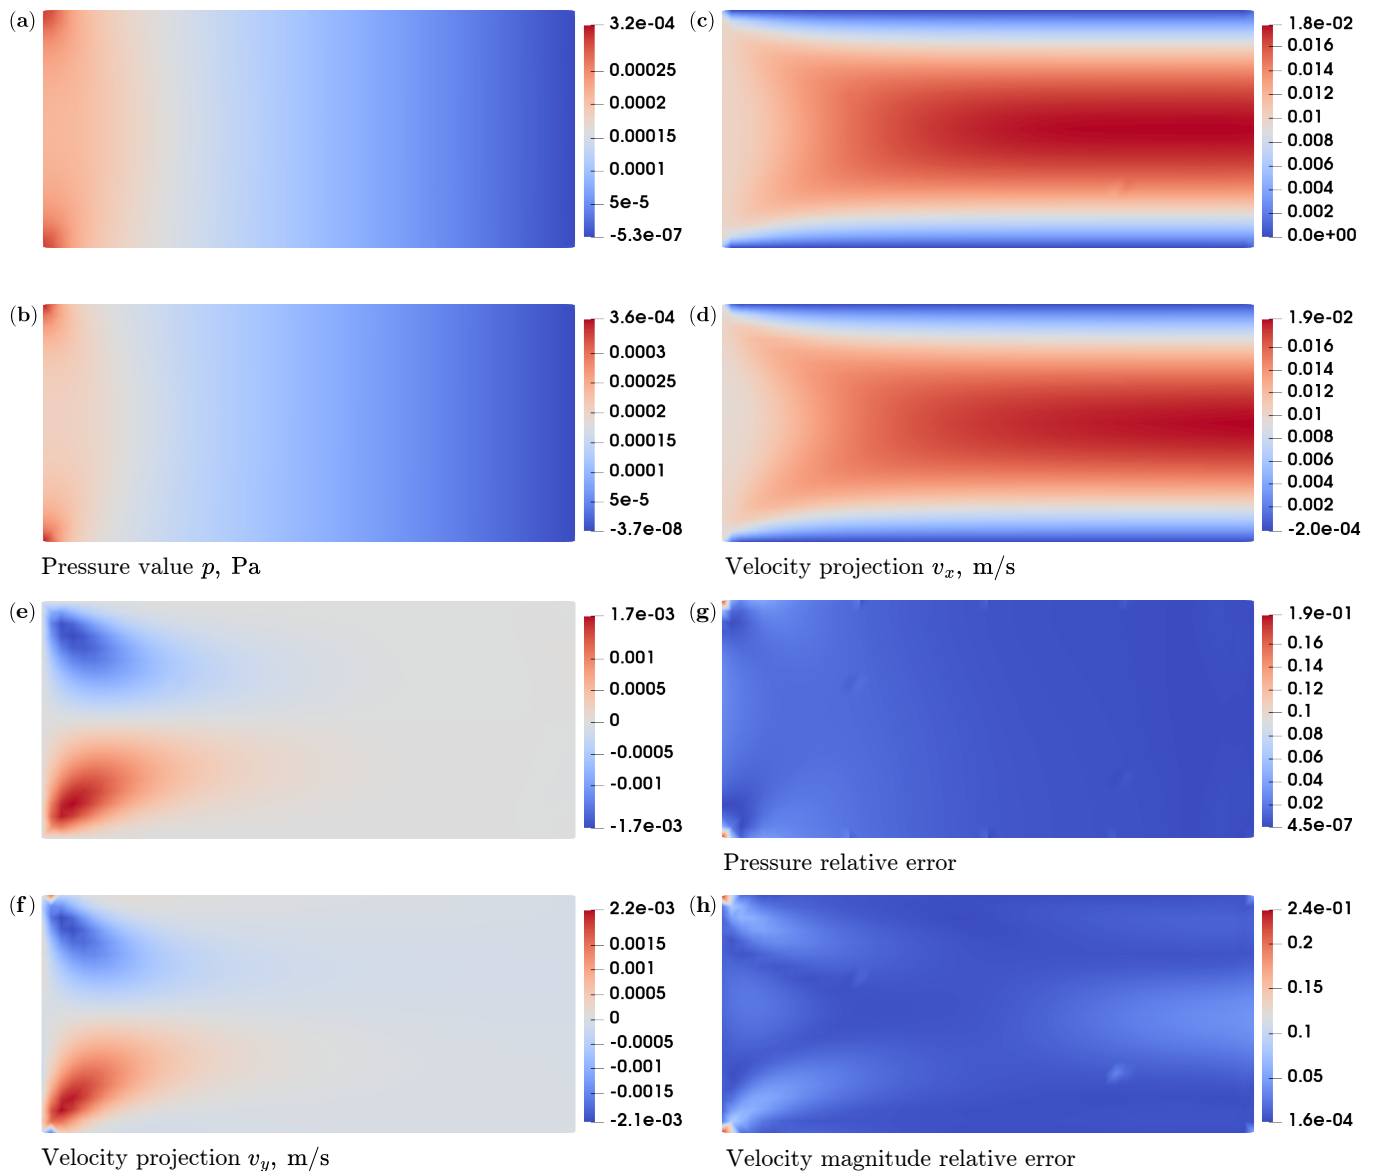 (a)
3.2e-04
0.00025
0.0002
0.00015
0.0001
5e-5
-5.3e-07
(c)
1.8e-02
0.016
0.014
0.012
0.01
0.008
0.006
0.004
0.002
0.0e+00
(b)
3.6e-04
0.0003
0.00025
0.0002
0.00015
0.0001
5e-5
-3.7e-08
Pressure value p, Pa
(d)
1.9e-02
0.016
0.014
0.012
0.01
0.008
0.006
0.004
0.002
-2.0e-04
Velocity projection vₓ, m/s
(e)
1.7e-03
0.001
0.0005
0
-0.0005
-0.001
-1.7e-03
(g)
1.9e-01
0.16
0.14
0.12
0.1
0.08
0.06
0.04
0.02
4.5e-07
Pressure relative error
(f)
2.2e-03
0.0015
0.001
0.0005
0
-0.0005
-0.001
-0.0015
-2.1e-03
Velocity projection v_y, m/s
(h)
2.4e-01
0.2
0.15
0.1
0.05
1.6e-04
Velocity magnitude relative error